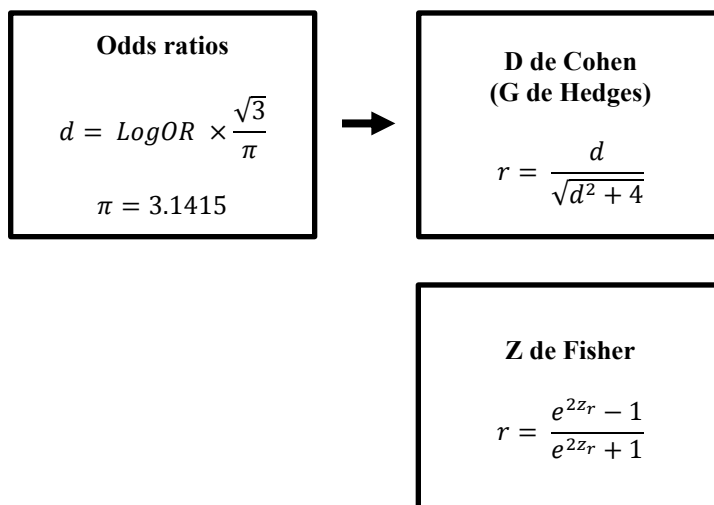 Odds ratios
d = LogOR × √3/π
π = 3.1415
D de Cohen
(G de Hedges)
r = d/√(d² + 4)
Z de Fisher
r = (e^{2z_r} − 1)/(e^{2z_r} + 1)